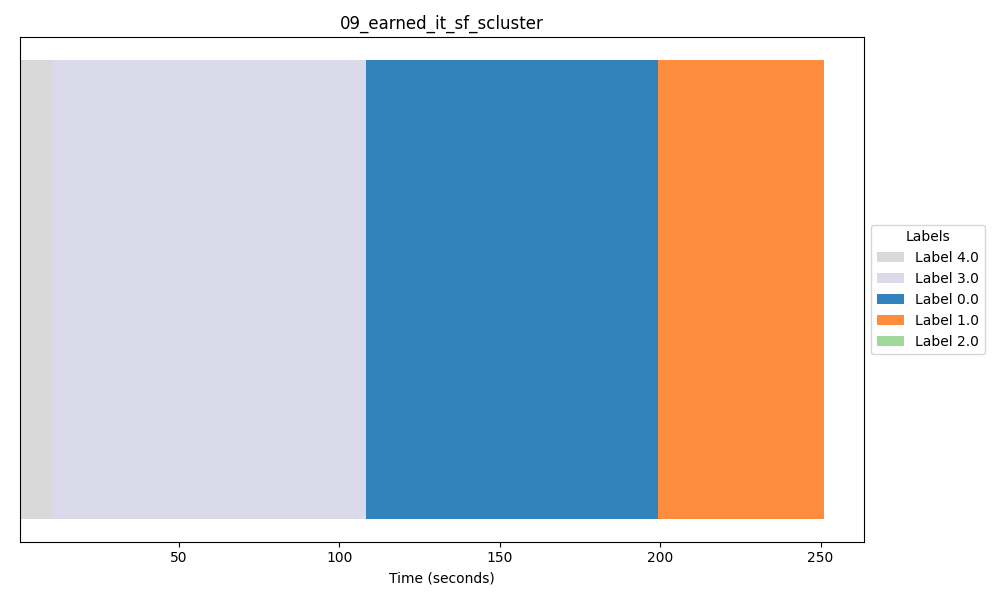 09_earned_it_sf_scluster
Labels
Label 4.0
Label 3.0
Label 0.0
Label 1.0
Label 2.0
50
100
150
200
250
Time (seconds)